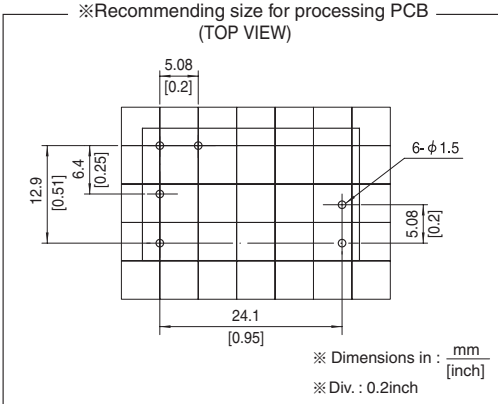 ※Recommending size for processing PCB
(TOP VIEW)
5.08
[0.2]
6-φ1.5
12.9
[0.51]
6.4
[0.25]
5.08
[0.2]
24.1
[0.95]
※ Dimensions in : mm
[inch]
※Div. : 0.2inch